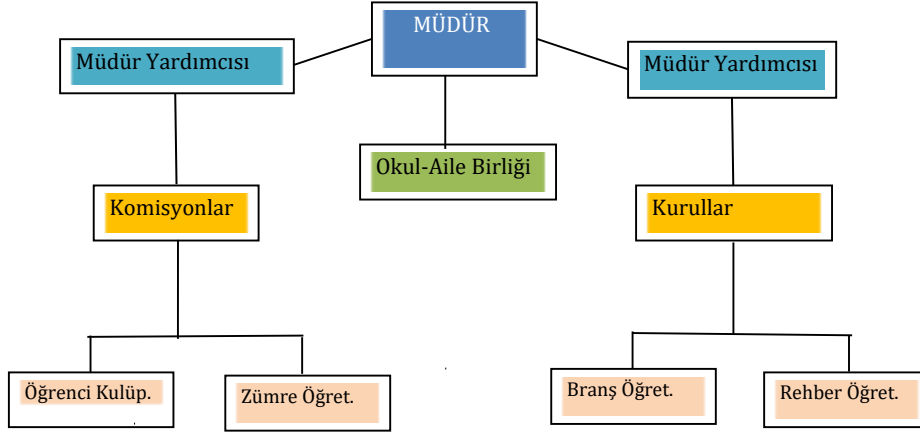 MÜDÜR
Müdür Yardımcısı
Müdür Yardımcısı
Okul-Aile Birliği
Komisyonlar
Kurullar
Öğrenci Kulüp.
Zümre Öğret.
Branş Öğret.
Rehber Öğret.